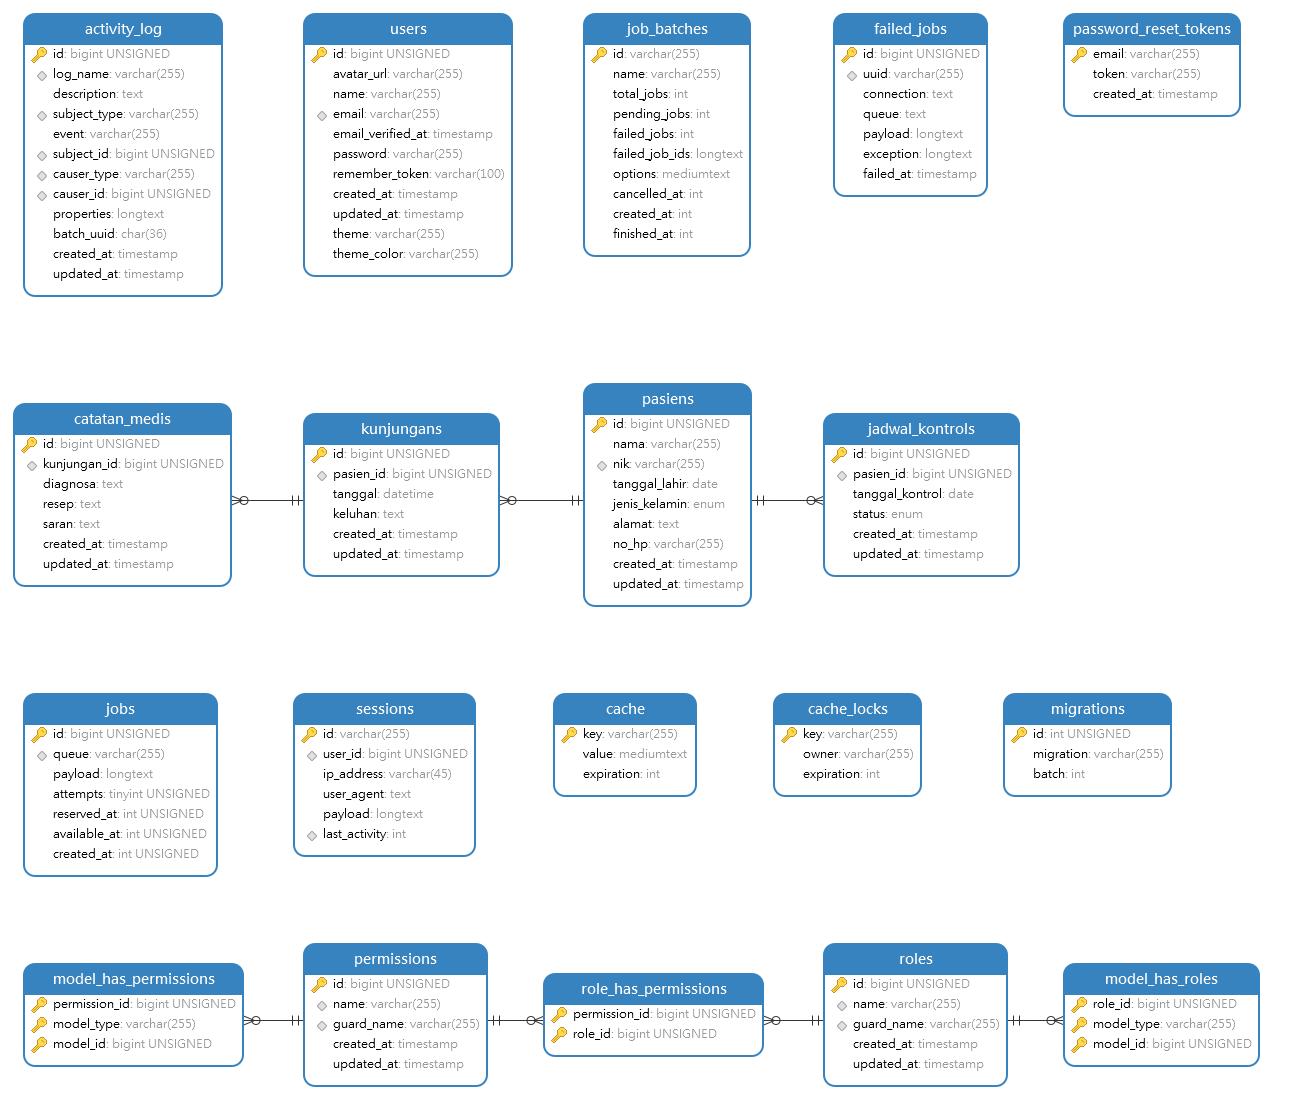 activity_log
id: bigint UNSIGNED
log_name: varchar(255)
description: text
subject_type: varchar(255)
event: varchar(255)
subject_id: bigint UNSIGNED
causer_type: varchar(255)
causer_id: bigint UNSIGNED
properties: longtext
batch_uuid: char(36)
created_at: timestamp
updated_at: timestamp
users
id: bigint UNSIGNED
avatar_url: varchar(255)
name: varchar(255)
email: varchar(255)
email_verified_at: timestamp
password: varchar(255)
remember_token: varchar(100)
created_at: timestamp
updated_at: timestamp
theme: varchar(255)
theme_color: varchar(255)
job_batches
id: varchar(255)
name: varchar(255)
total_jobs: int
pending_jobs: int
failed_jobs: int
failed_job_ids: longtext
options: mediumtext
cancelled_at: int
created_at: int
finished_at: int
failed_jobs
id: bigint UNSIGNED
uuid: varchar(255)
connection: text
queue: text
payload: longtext
exception: longtext
failed_at: timestamp
password_reset_tokens
email: varchar(255)
token: varchar(255)
created_at: timestamp
catatan_medis
id: bigint UNSIGNED
kunjungan_id: bigint UNSIGNED
diagnosa: text
resep: text
saran: text
created_at: timestamp
updated_at: timestamp
kunjungans
id: bigint UNSIGNED
pasien_id: bigint UNSIGNED
tanggal: datetime
keluhan: text
created_at: timestamp
updated_at: timestamp
pasiens
id: bigint UNSIGNED
nama: varchar(255)
nik: varchar(255)
tanggal_lahir: date
jenis_kelamin: enum
alamat: text
no_hp: varchar(255)
created_at: timestamp
updated_at: timestamp
jadwal_kontrols
id: bigint UNSIGNED
pasien_id: bigint UNSIGNED
tanggal_kontrol: date
status: enum
created_at: timestamp
updated_at: timestamp
jobs
id: bigint UNSIGNED
queue: varchar(255)
payload: longtext
attempts: tinyint UNSIGNED
reserved_at: int UNSIGNED
available_at: int UNSIGNED
created_at: int UNSIGNED
sessions
id: varchar(255)
user_id: bigint UNSIGNED
ip_address: varchar(45)
user_agent: text
payload: longtext
last_activity: int
cache
key: varchar(255)
value: mediumtext
expiration: int
cache_locks
key: varchar(255)
owner: varchar(255)
expiration: int
migrations
id: int UNSIGNED
migration: varchar(255)
batch: int
model_has_permissions
permission_id: bigint UNSIGNED
model_type: varchar(255)
model_id: bigint UNSIGNED
permissions
id: bigint UNSIGNED
name: varchar(255)
guard_name: varchar(255)
created_at: timestamp
updated_at: timestamp
role_has_permissions
permission_id: bigint UNSIGNED
role_id: bigint UNSIGNED
roles
id: bigint UNSIGNED
name: varchar(255)
guard_name: varchar(255)
created_at: timestamp
updated_at: timestamp
model_has_roles
role_id: bigint UNSIGNED
model_type: varchar(255)
model_id: bigint UNSIGNED